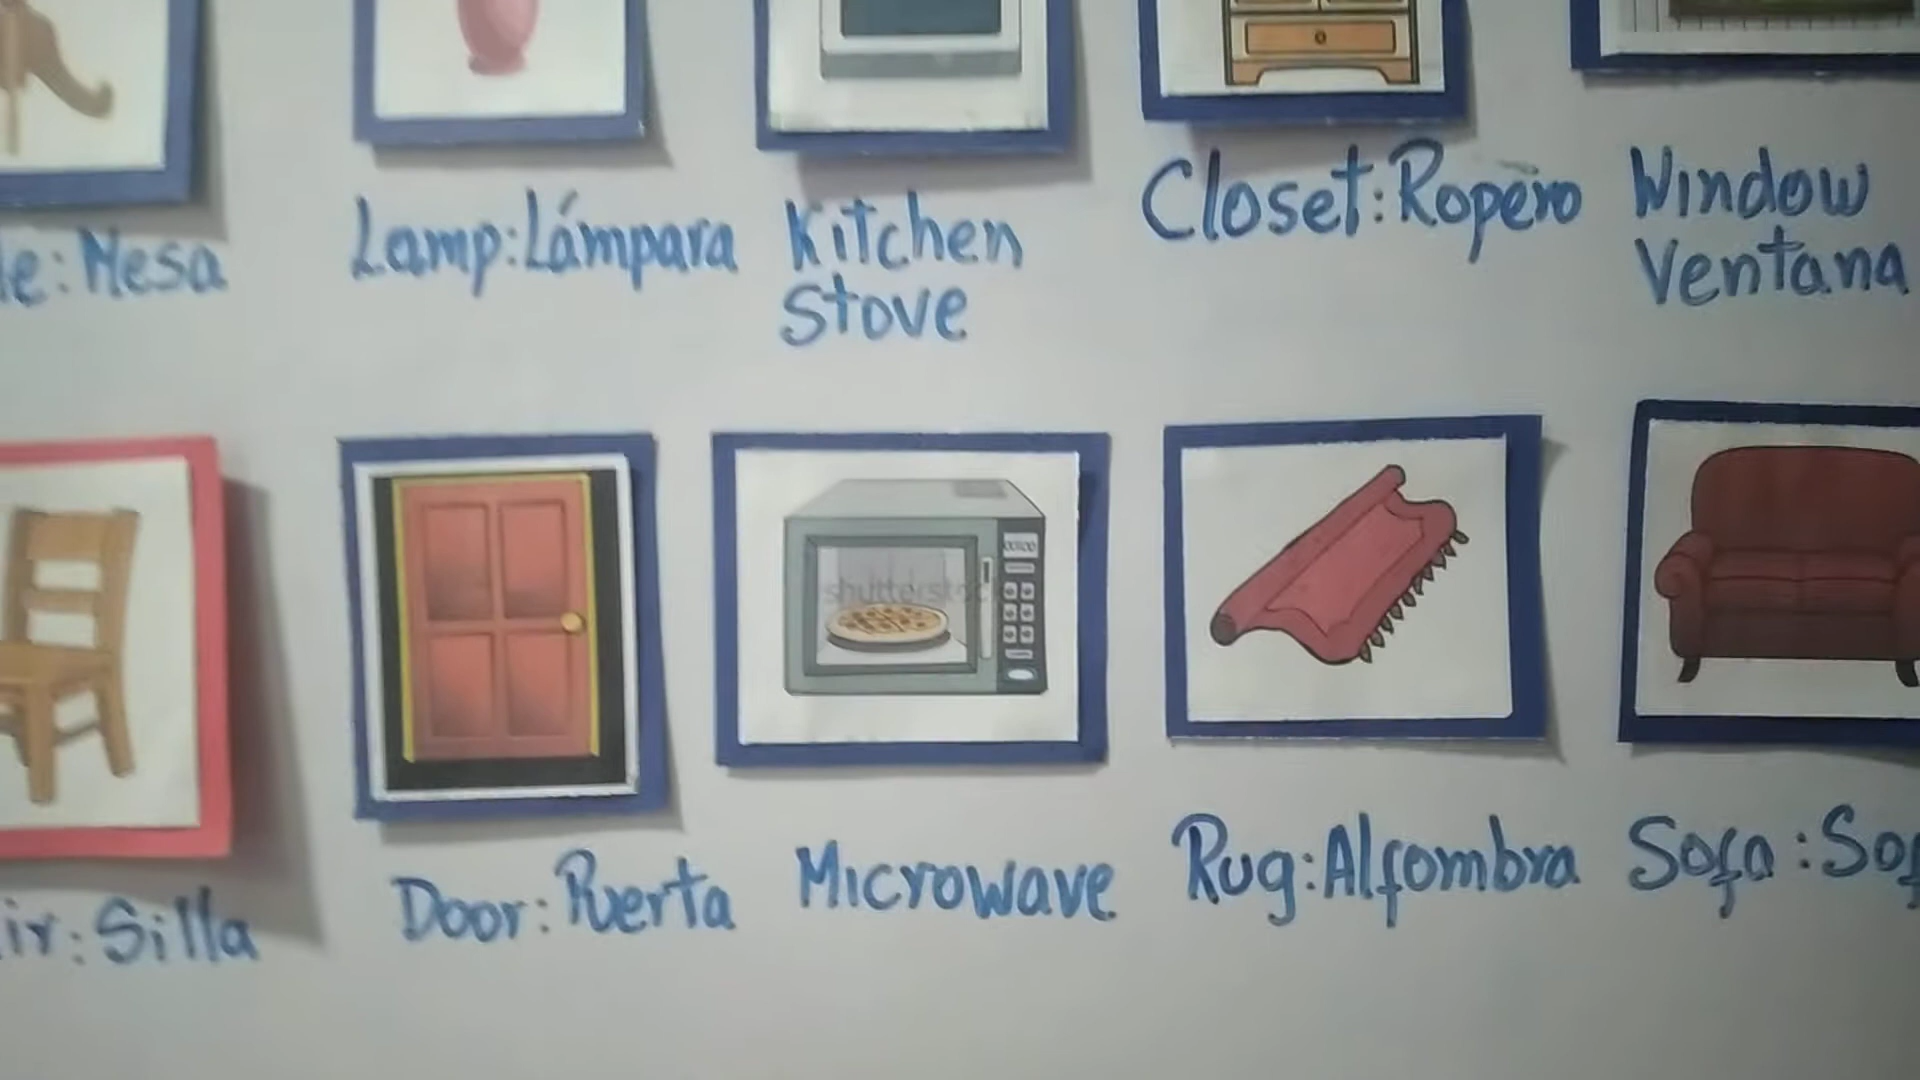 le: Mesa
Lamp: Lámpara
Kitchen
Stove
Closet: Ropero
Window
Ventana
shutterstock
ir: Silla
Door: Puerta
Microwave
Rug: Alfombra
Sofa: Sof